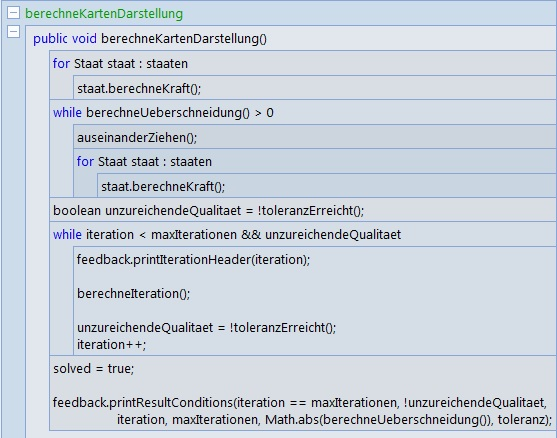 berechneKartenDarstellung
public void berechneKartenDarstellung()
for Staat staat : staaten
staat.berechneKraft();
while berechneUeberschneidung() > 0
auseinanderZiehen();
for Staat staat : staaten
staat.berechneKraft();
boolean unzureichendeQualitaet = !toleranzErreicht();
while iteration < maxIterationen && unzureichendeQualitaet
feedback.printIterationHeader(iteration);
berechneIteration();
unzureichendeQualitaet = !toleranzErreicht();
iteration++;
solved = true;
feedback.printResultConditions(iteration == maxIterationen, !unzureichendeQualitaet,
iteration, maxIterationen, Math.abs(berechneUeberschneidung()), toleranz);